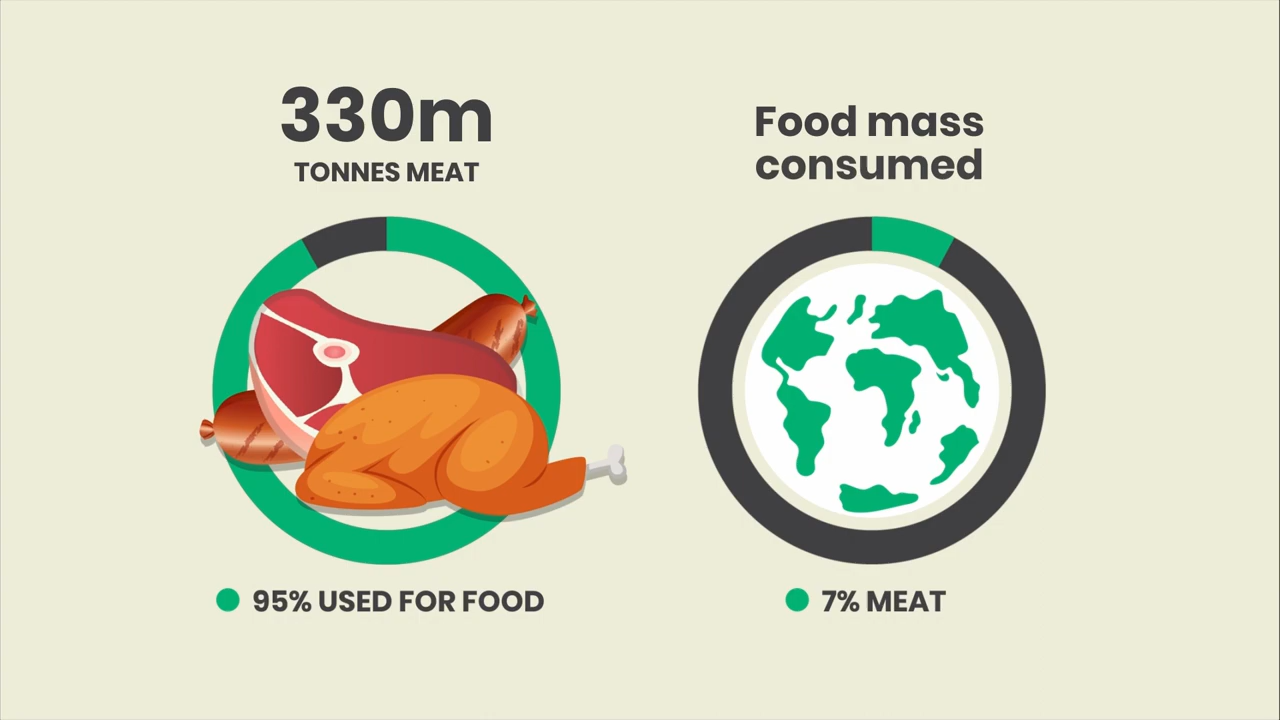 330m
TONNES MEAT
95% USED FOR FOOD
Food mass
consumed
7% MEAT